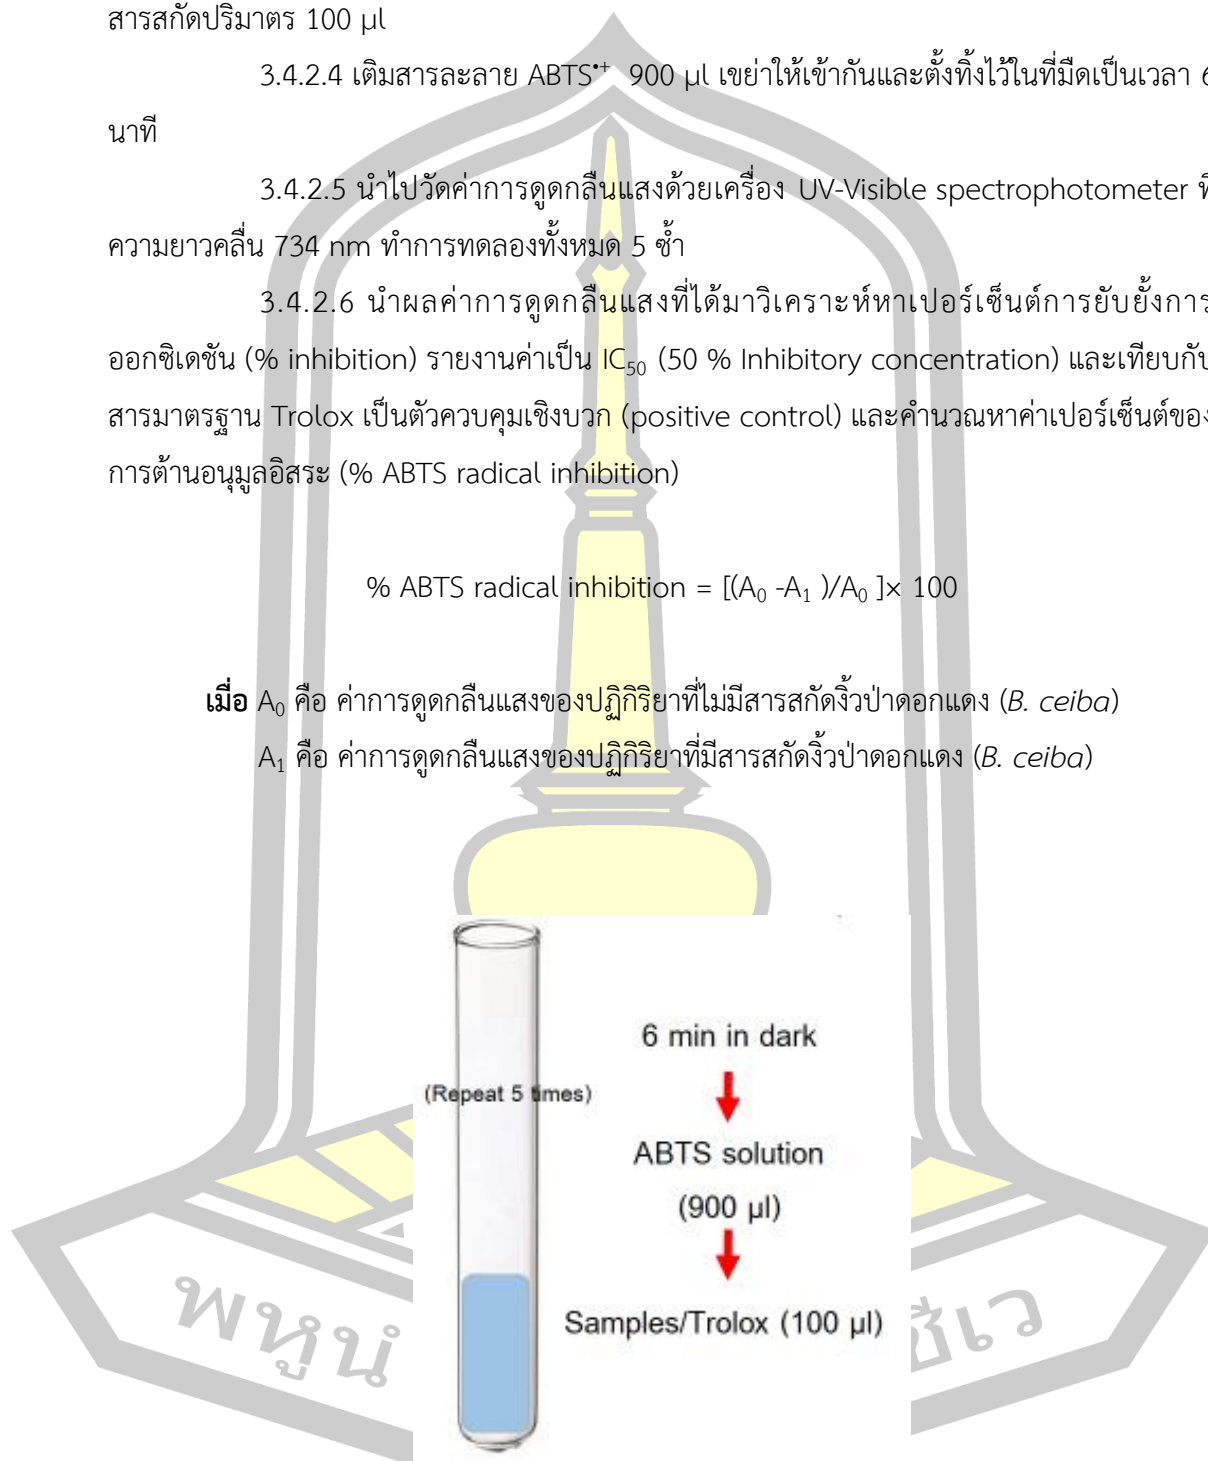 สารสกัดปริมาตร 100 µl
3.4.2.4 เติมสารละลาย ABTS•+ 900 µl เขย่าให้เข้ากันและตั้งทิ้งไว้ในที่มืดเป็นเวลา 6
นาที
3.4.2.5 นำไปวัดค่าการดูดกลืนแสงด้วยเครื่อง UV-Visible spectrophotometer ที่
ความยาวคลื่น 734 nm ทำการทดลองทั้งหมด 5 ซ้ำ
3.4.2.6 นำผลค่าการดูดกลืนแสงที่ได้มาวิเคราะห์หาเปอร์เซ็นต์การยับยั้งการ
ออกซิเดชัน (% inhibition) รายงานค่าเป็น IC50 (50 % Inhibitory concentration) และเทียบกับ
สารมาตรฐาน Trolox เป็นตัวควบคุมเชิงบวก (positive control) และคำนวณหาค่าเปอร์เซ็นต์ของ
การต้านอนุมูลอิสระ (% ABTS radical inhibition)
% ABTS radical inhibition = [(A0 -A1 )/A0 ]× 100
เมื่อ A0 คือ ค่าการดูดกลืนแสงของปฏิกิริยาที่ไม่มีสารสกัดงิ้วป่าดอกแดง (B. ceiba)
A1 คือ ค่าการดูดกลืนแสงของปฏิกิริยาที่มีสารสกัดงิ้วป่าดอกแดง (B. ceiba)
6 min in dark
(Repeat 5 times)
ABTS solution
(900 µl)
Samples/Trolox (100 µl)
พหูนํ ชีเว